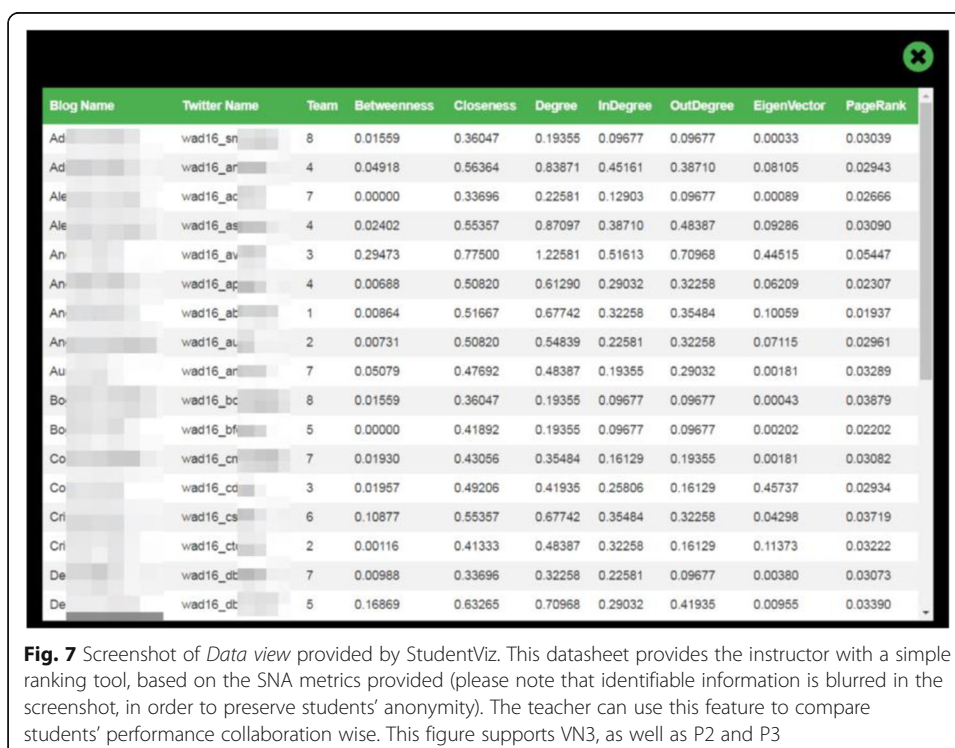 Blog Name Twitter Name Team Betweenness Closeness Degree InDegree OutDegree EigenVector PageRank
Ad wad16_sn 8 0.01559 0.36047 0.19355 0.09677 0.09677 0.00033 0.03039
Ad wad16_ar 4 0.04918 0.56364 0.83871 0.45161 0.38710 0.08105 0.02943
Ale wad16_ac 7 0.00000 0.33696 0.22581 0.12903 0.09677 0.00089 0.02666
Ale wad16_as 4 0.02402 0.55357 0.87097 0.38710 0.48387 0.09286 0.03090
An wad16_av 3 0.29473 0.77500 1.22581 0.51613 0.70968 0.44515 0.05447
An wad16_ap 4 0.00688 0.50820 0.61290 0.29032 0.32258 0.06209 0.02307
An wad16_ab 1 0.00864 0.51667 0.67742 0.32258 0.35484 0.10059 0.01937
An wad16_au 2 0.00731 0.50820 0.54839 0.22581 0.32258 0.07115 0.02961
Au wad16_ar 7 0.05079 0.47692 0.48387 0.19355 0.29032 0.00181 0.03289
Bo wad16_bc 8 0.01559 0.36047 0.19355 0.09677 0.09677 0.00043 0.03879
Bo wad16_bf 5 0.00000 0.41892 0.19355 0.09677 0.09677 0.00202 0.02202
Co wad16_cn 7 0.01930 0.43056 0.35484 0.16129 0.19355 0.00181 0.03082
Co wad16_cd 3 0.01957 0.49206 0.41935 0.25806 0.16129 0.45737 0.02934
Cri wad16_cs 6 0.10877 0.55357 0.67742 0.35484 0.32258 0.04298 0.03719
Cri wad16_ct 2 0.00116 0.41333 0.48387 0.32258 0.16129 0.11373 0.03222
De wad16_db 7 0.00988 0.33696 0.32258 0.22581 0.09677 0.00380 0.03073
De wad16_db 5 0.16869 0.63265 0.70968 0.29032 0.41935 0.00955 0.03390
Fig. 7 Screenshot of Data view provided by StudentViz. This datasheet provides the instructor with a simple
ranking tool, based on the SNA metrics provided (please note that identifiable information is blurred in the
screenshot, in order to preserve students' anonymity). The teacher can use this feature to compare
students' performance collaboration wise. This figure supports VN3, as well as P2 and P3